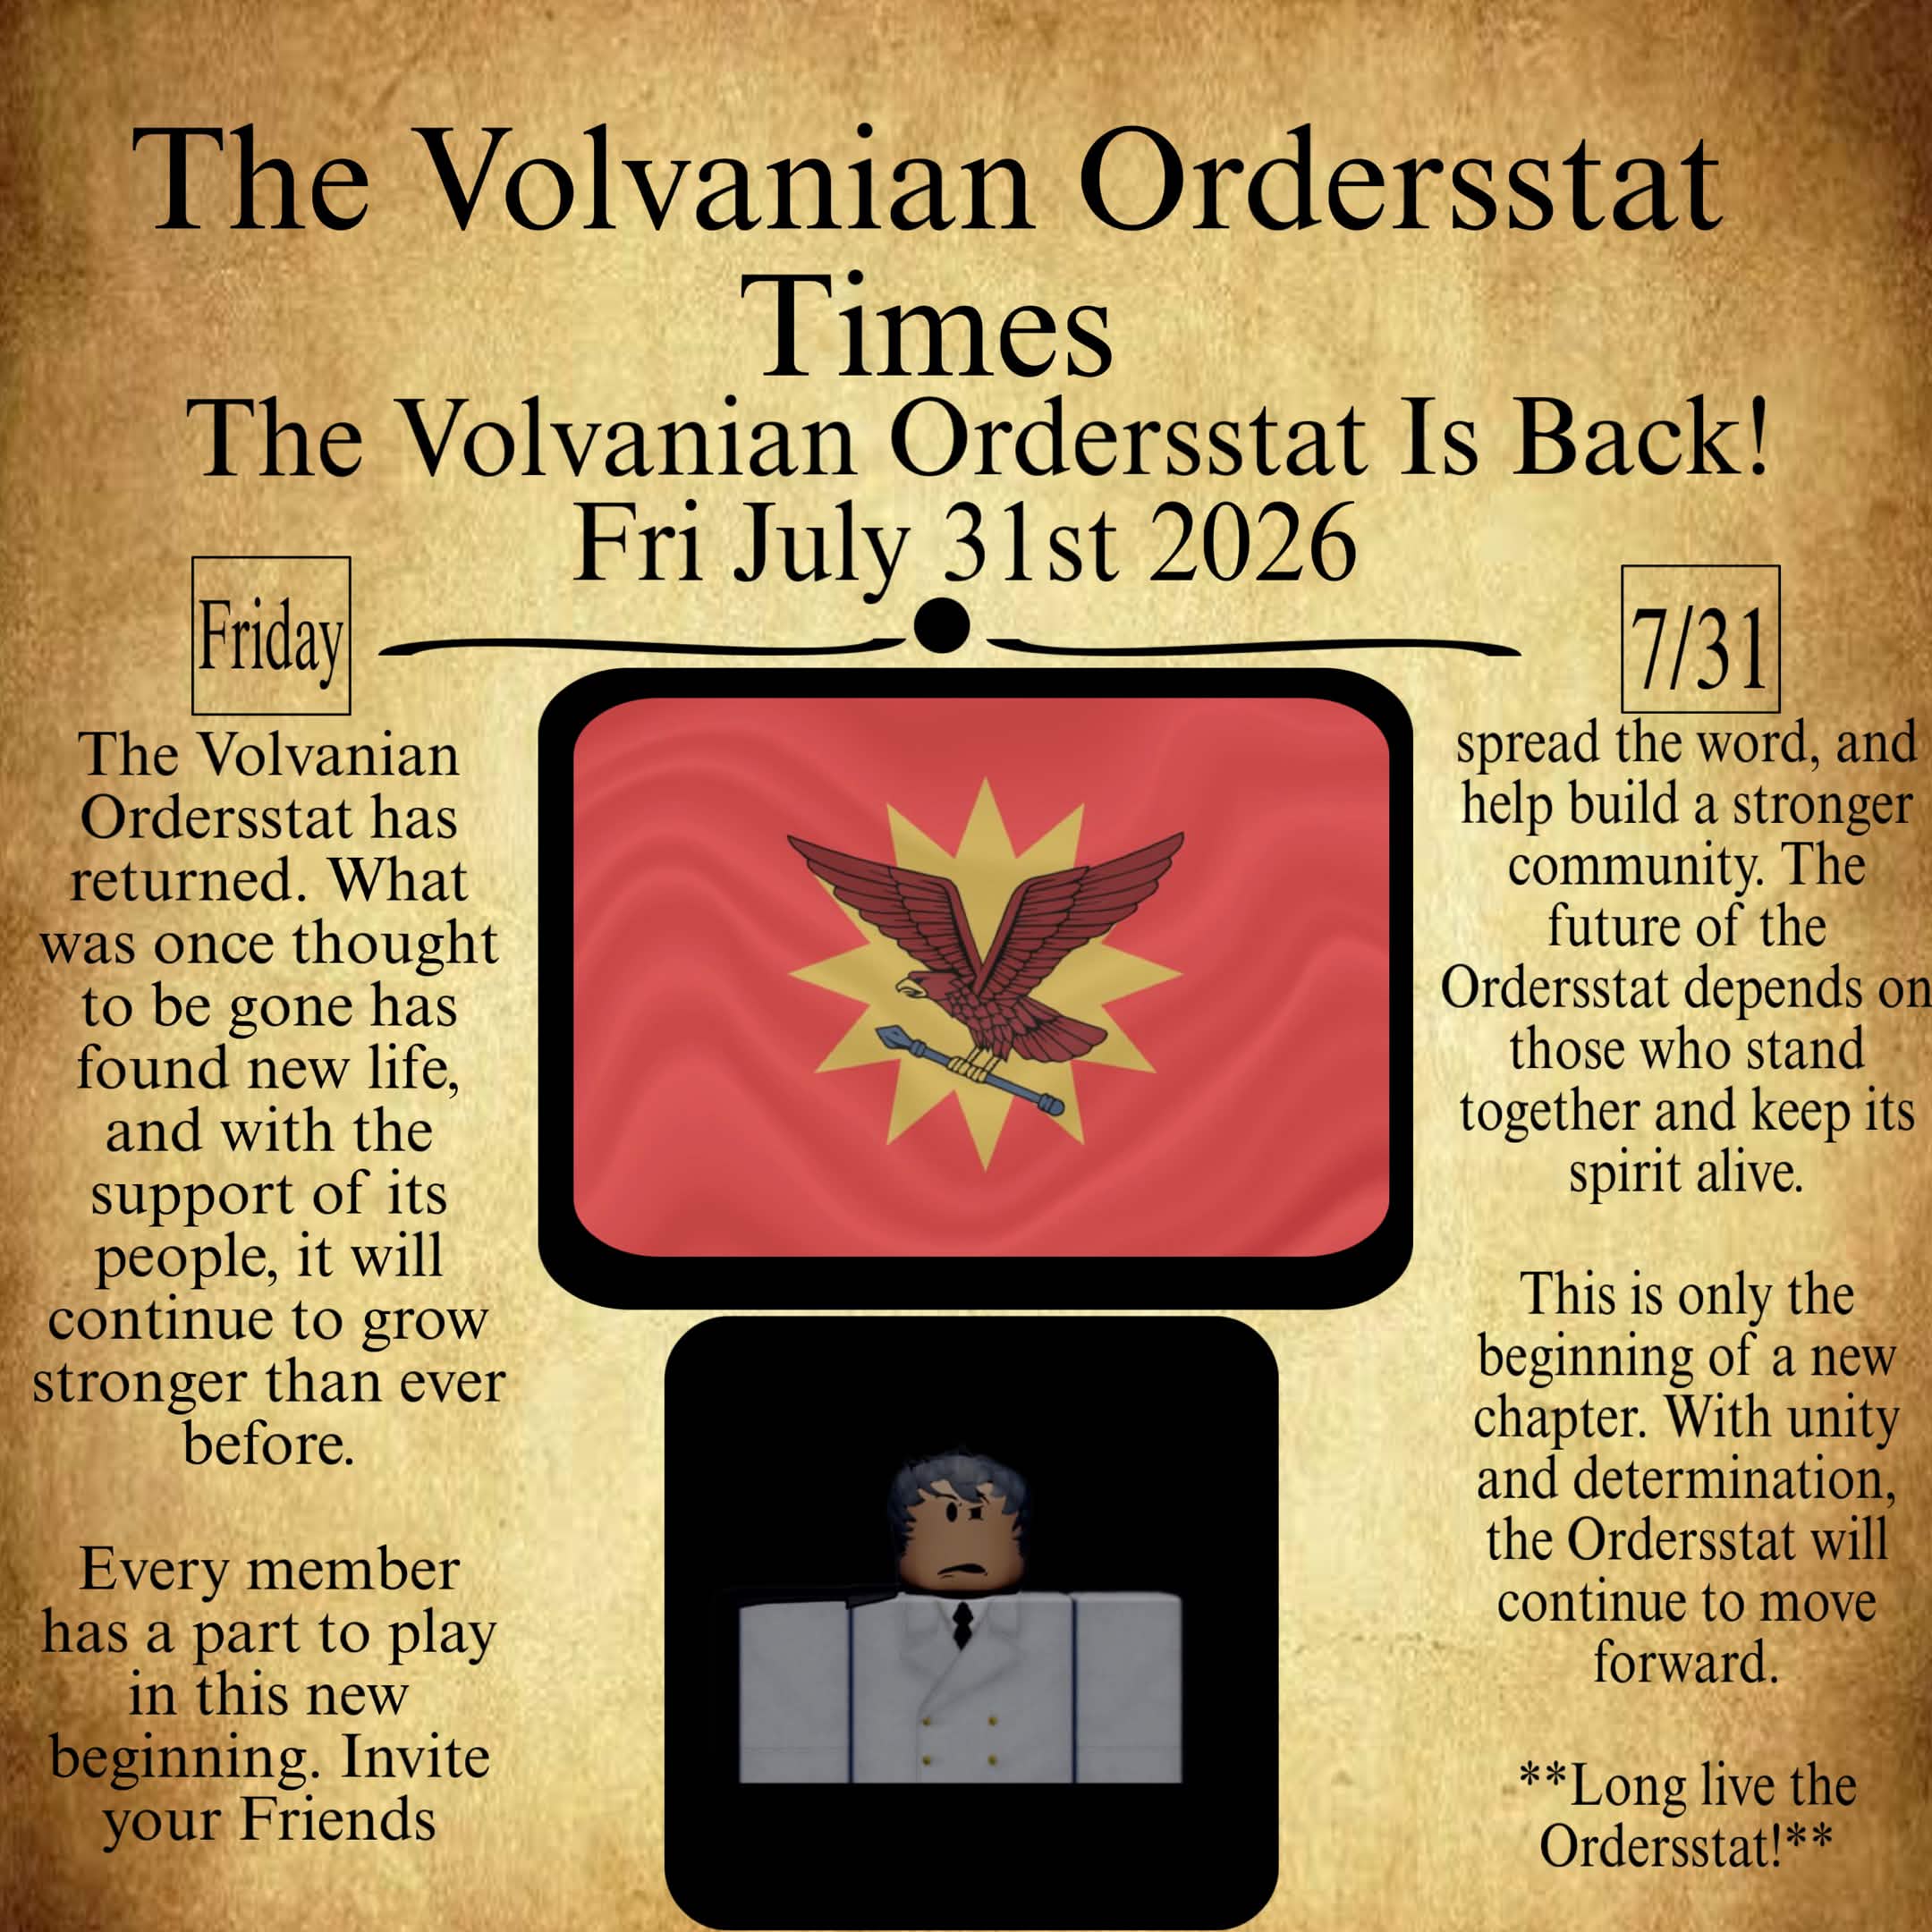 The Volvanian Ordersstat
Times
The Volvanian Ordersstat Is Back!
Fri July 31st 2026
Friday
The Volvanian
Ordersstat has
returned. What
was once thought
to be gone has
found new life,
and with the
support of its
people, it will
continue to grow
stronger than ever
before.
Every member
has a part to play
in this new
beginning. Invite
your Friends
7/31
spread the word, and
help build a stronger
community. The
future of the
Ordersstat depends on
those who stand
together and keep its
spirit alive.
This is only the
beginning of a new
chapter. With unity
and determination,
the Ordersstat will
continue to move
forward.
**Long live the
Ordersstat!**